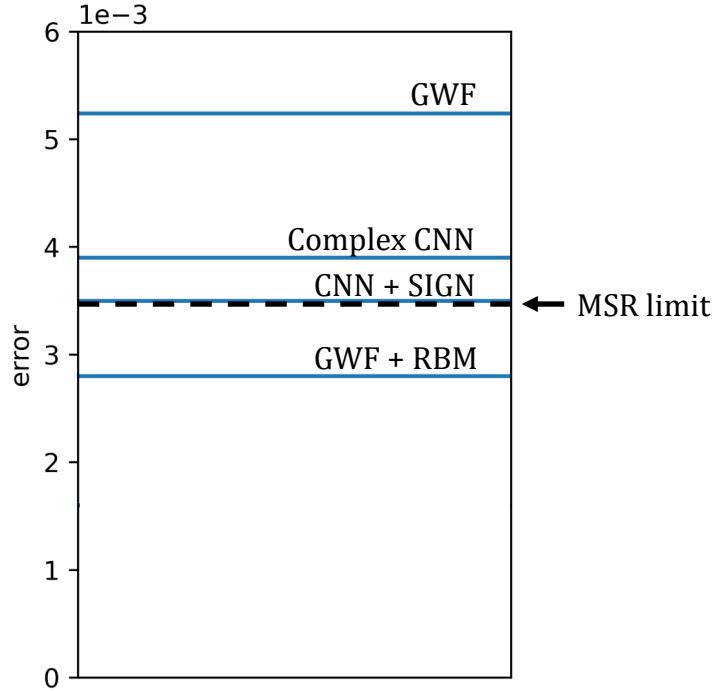 1e−3
6
GWF
5
Complex CNN
4
CNN + SIGN
MSR limit
error
3
GWF + RBM
2
1
0